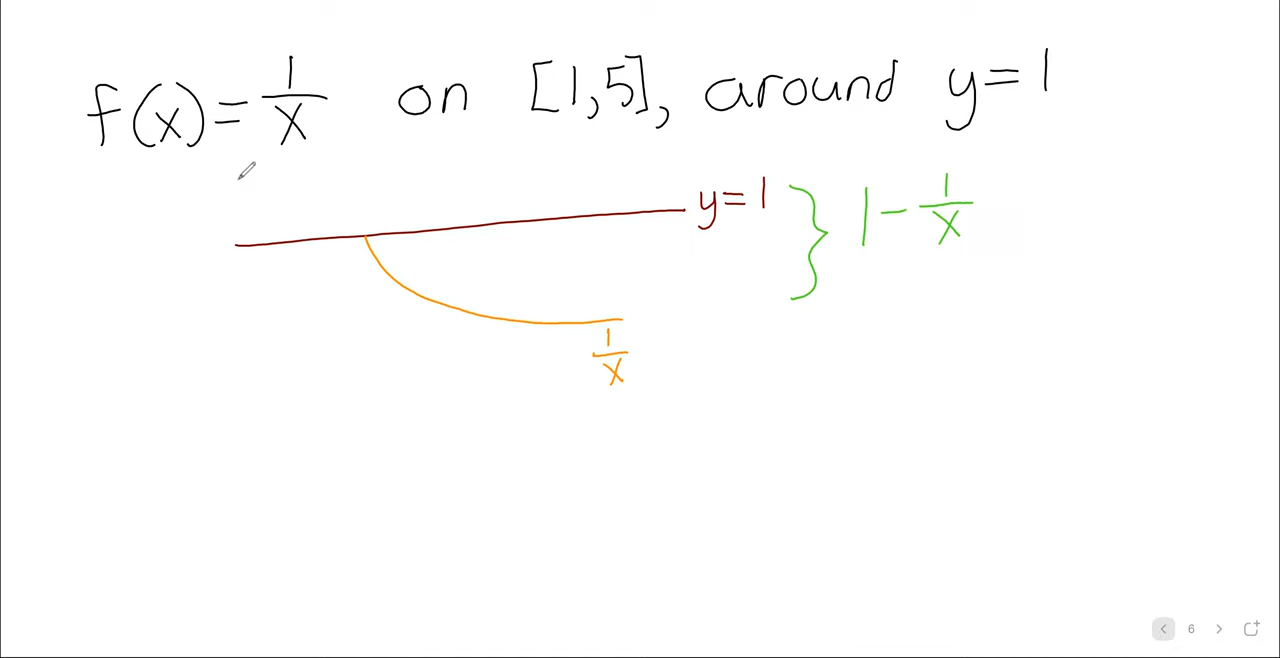 f(x) = 1/x on [1,5], around y=1
y=1 } 1 - 1/x
1/x
6